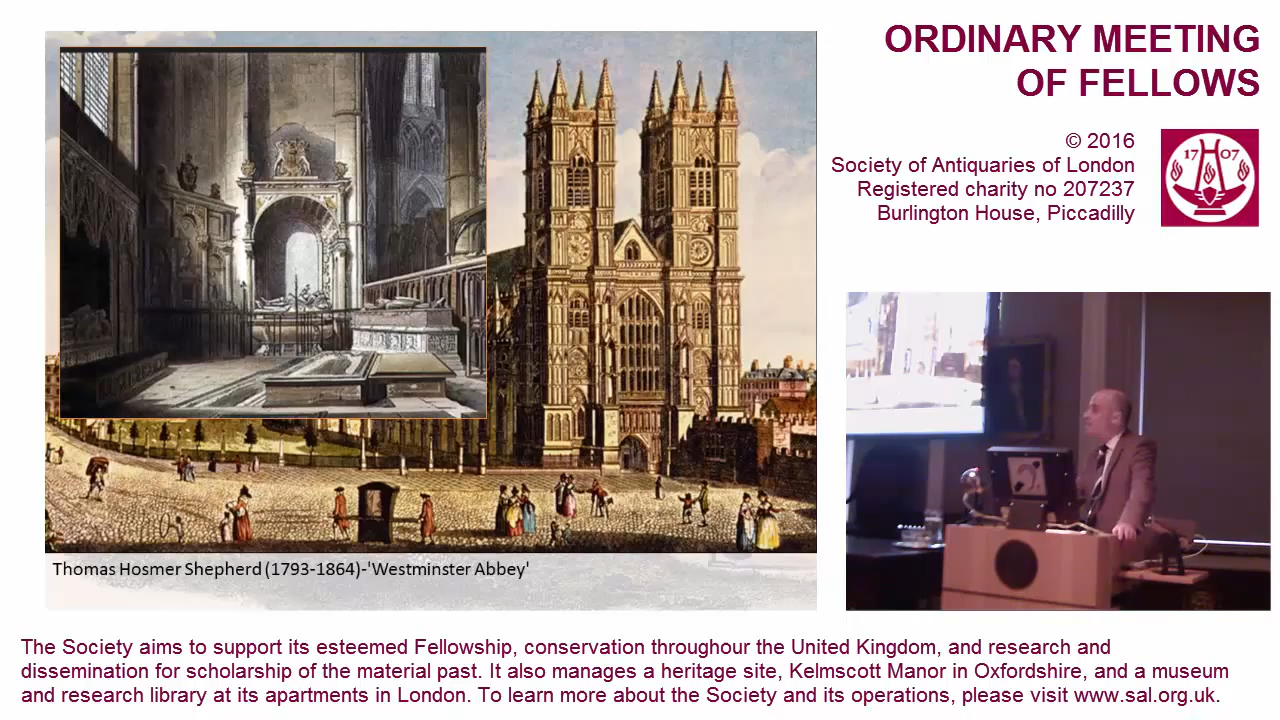 ORDINARY MEETING
OF FELLOWS
© 2016
Society of Antiquaries of London
Registered charity no 207237
Burlington House, Piccadilly
17 07
Thomas Hosmer Shepherd (1793-1864)-'Westminster Abbey'
The Society aims to support its esteemed Fellowship, conservation throughour the United Kingdom, and research and
dissemination for scholarship of the material past. It also manages a heritage site, Kelmscott Manor in Oxfordshire, and a museum
and research library at its apartments in London. To learn more about the Society and its operations, please visit www.sal.org.uk.